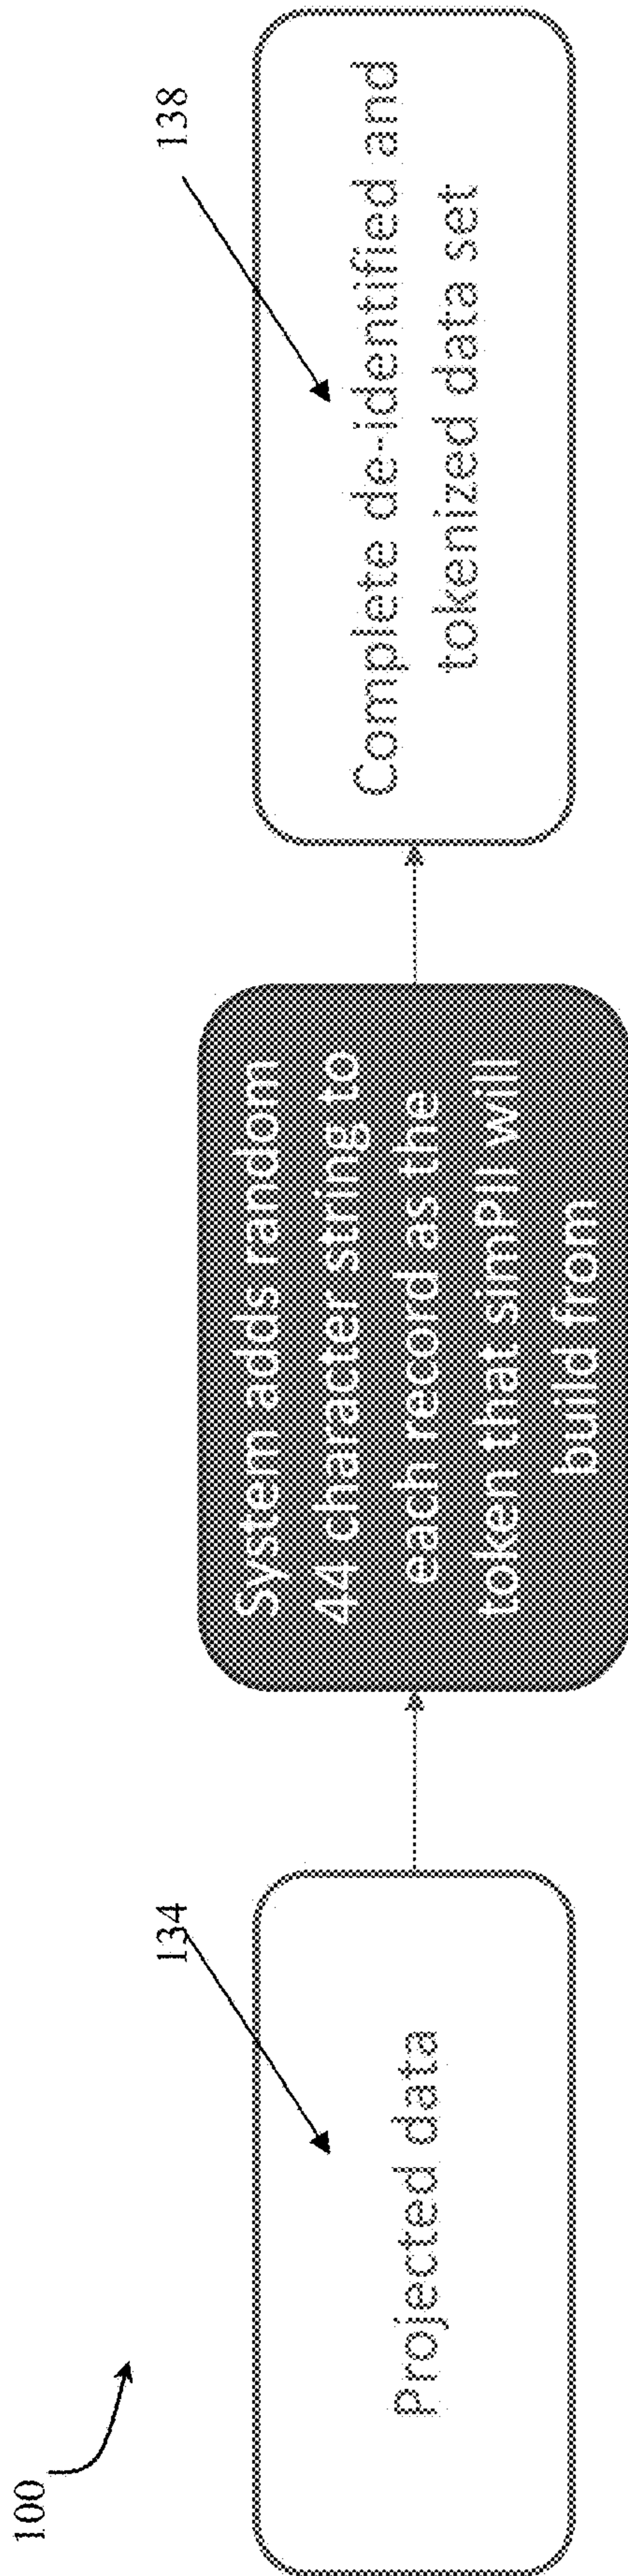 100
134
Projected data
System adds random
44 character string to
each record as the
token that simPII will
build from
138
Complete de-identified and
tokenized data set